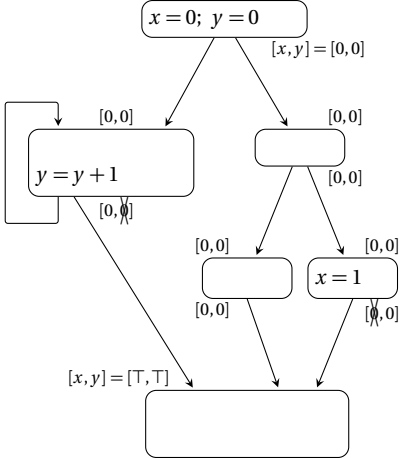 x = 0; y = 0
[x, y] = [0, 0]
[0, 0]
[0, 0]
y = y + 1
[0, 0]
[0, 0]
[0, 0]
[0, 0]
x = 1
[0, 0]
[0, 0]
[x, y] = [⊤, ⊤]